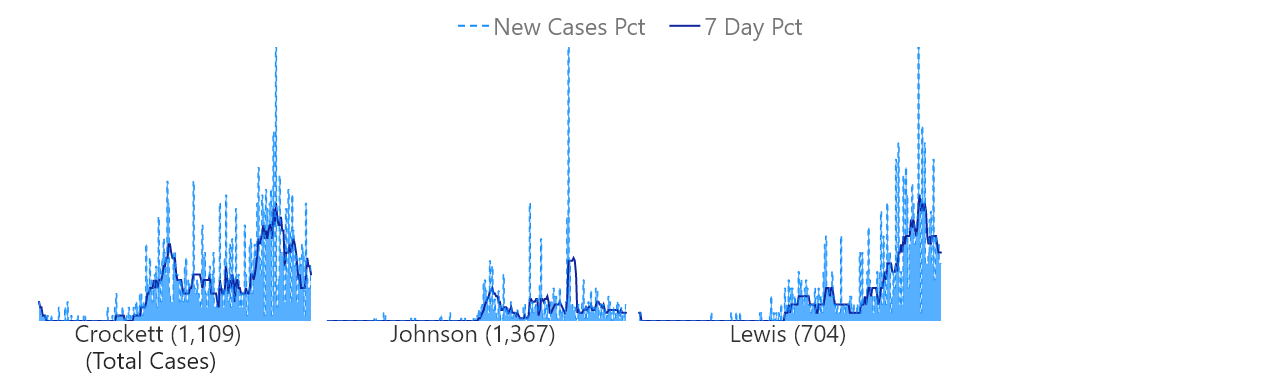 New Cases Pct 7 Day Pct
Crockett (1,109) Johnson (1,367) Lewis (704)
(Total Cases)